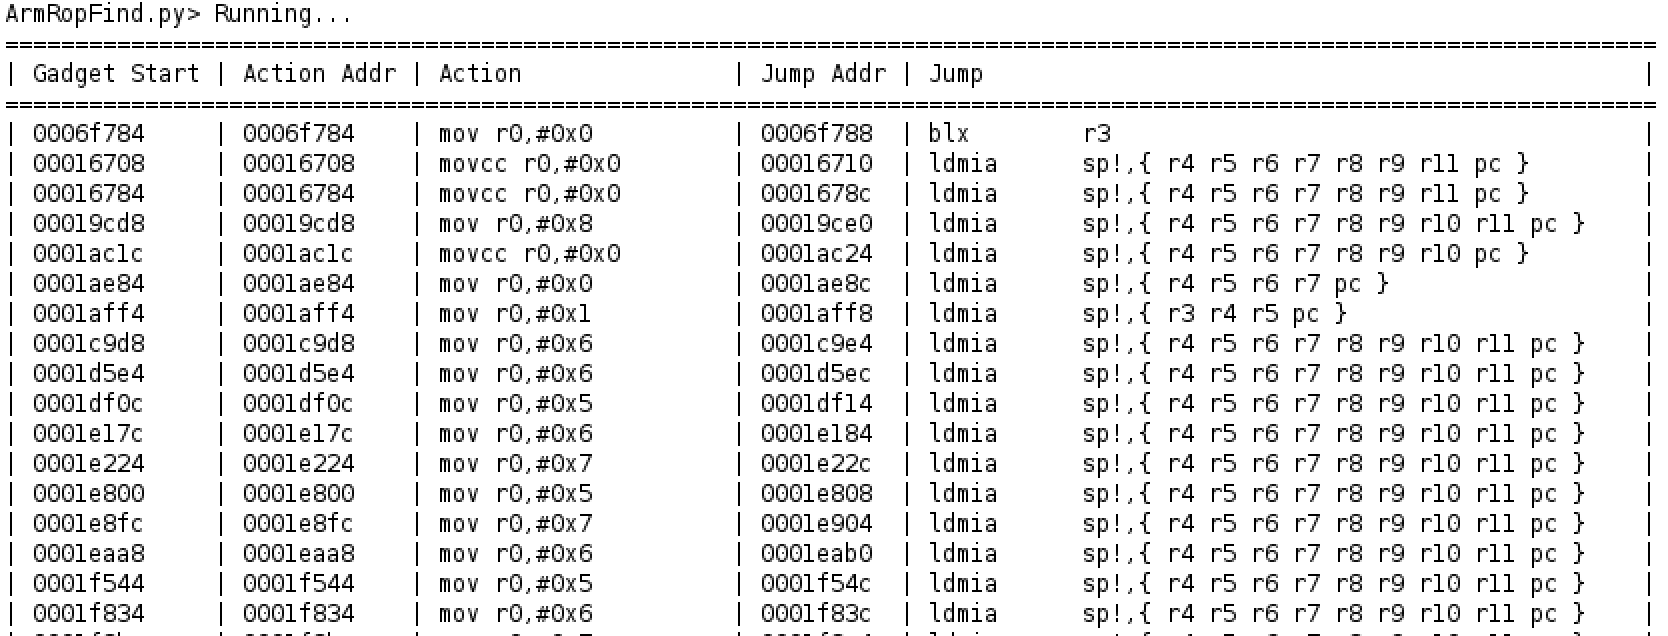 ArmRopFind.py> Running...
| Gadget Start | Action Addr | Action | Jump Addr | Jump |
| 0006f784 | 0006f784 | mov r0,#0x0 | 0006f788 | blx r3 |
| 00016708 | 00016708 | movcc r0,#0x0 | 00016710 | ldmia sp!,{ r4 r5 r6 r7 r8 r9 r11 pc } |
| 00016784 | 00016784 | movcc r0,#0x0 | 0001678c | ldmia sp!,{ r4 r5 r6 r7 r8 r9 r11 pc } |
| 00019cd8 | 00019cd8 | mov r0,#0x8 | 00019ce0 | ldmia sp!,{ r4 r5 r6 r7 r8 r9 r10 r11 pc } |
| 0001ac1c | 0001ac1c | movcc r0,#0x0 | 0001ac24 | ldmia sp!,{ r4 r5 r6 r7 r8 r9 r10 pc } |
| 0001ae84 | 0001ae84 | mov r0,#0x0 | 0001ae8c | ldmia sp!,{ r4 r5 r6 r7 pc } |
| 0001aff4 | 0001aff4 | mov r0,#0x1 | 0001aff8 | ldmia sp!,{ r3 r4 r5 pc } |
| 0001c9d8 | 0001c9d8 | mov r0,#0x6 | 0001c9e4 | ldmia sp!,{ r4 r5 r6 r7 r8 r9 r10 r11 pc } |
| 0001d5e4 | 0001d5e4 | mov r0,#0x6 | 0001d5ec | ldmia sp!,{ r4 r5 r6 r7 r8 r9 r10 r11 pc } |
| 0001df0c | 0001df0c | mov r0,#0x5 | 0001df14 | ldmia sp!,{ r4 r5 r6 r7 r8 r9 r10 r11 pc } |
| 0001e17c | 0001e17c | mov r0,#0x6 | 0001e184 | ldmia sp!,{ r4 r5 r6 r7 r8 r9 r10 r11 pc } |
| 0001e224 | 0001e224 | mov r0,#0x7 | 0001e22c | ldmia sp!,{ r4 r5 r6 r7 r8 r9 r10 r11 pc } |
| 0001e800 | 0001e800 | mov r0,#0x5 | 0001e808 | ldmia sp!,{ r4 r5 r6 r7 r8 r9 r10 r11 pc } |
| 0001e8fc | 0001e8fc | mov r0,#0x7 | 0001e904 | ldmia sp!,{ r4 r5 r6 r7 r8 r9 r10 r11 pc } |
| 0001eaa8 | 0001eaa8 | mov r0,#0x6 | 0001eab0 | ldmia sp!,{ r4 r5 r6 r7 r8 r9 r10 r11 pc } |
| 0001f544 | 0001f544 | mov r0,#0x5 | 0001f54c | ldmia sp!,{ r4 r5 r6 r7 r8 r9 r10 r11 pc } |
| 0001f834 | 0001f834 | mov r0,#0x6 | 0001f83c | ldmia sp!,{ r4 r5 r6 r7 r8 r9 r10 r11 pc } |